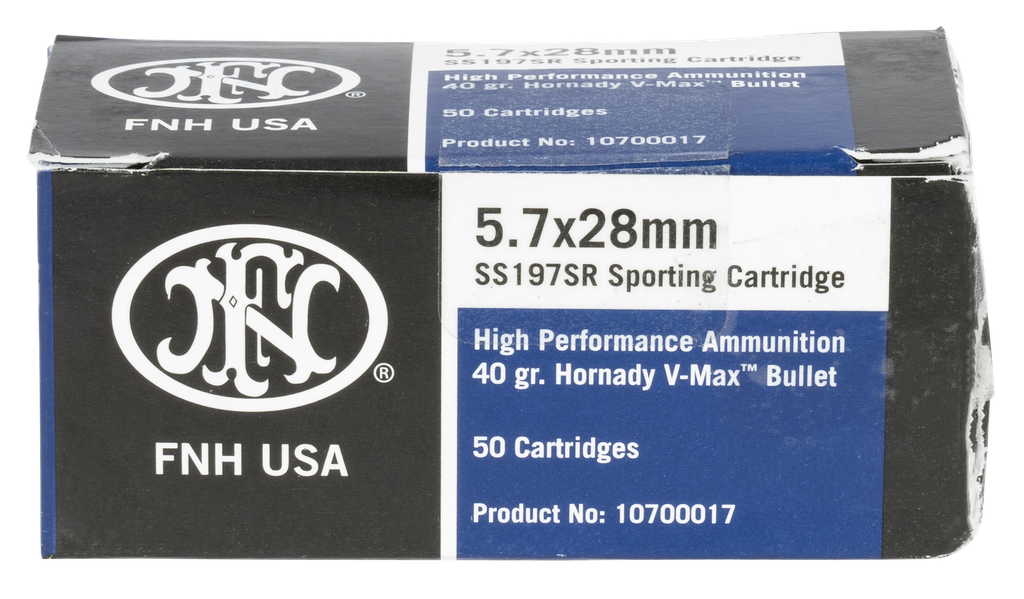 FN®
FNH USA
5.7x28mm
SS197SR Sporting Cartridge
High Performance Ammunition
40 gr. Hornady V-Max™ Bullet
50 Cartridges
Product No: 10700017
FN®
FNH USA
5.7x28mm
SS197SR Sporting Cartridge
High Performance Ammunition
40 gr. Hornady V-Max™ Bullet
50 Cartridges
Product No: 10700017